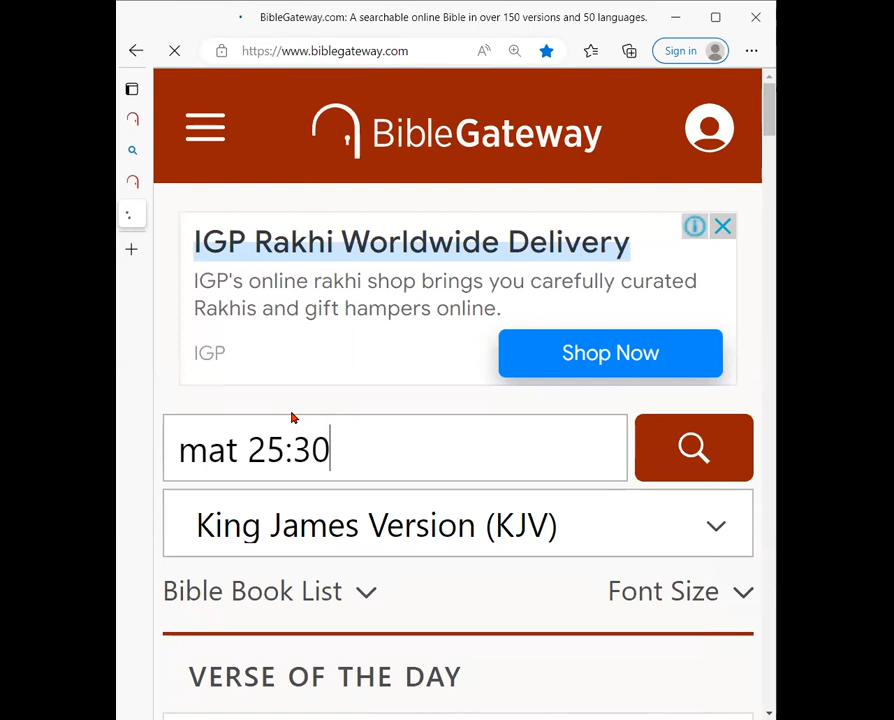 BibleGateway.com: A searchable online Bible in over 150 versions and 50 languages.
https://www.biblegateway.com
Sign in
BibleGateway
IGP Rakhi Worldwide Delivery
IGP's online rakhi shop brings you carefully curated
Rakhis and gift hampers online.
IGP
Shop Now
mat 25:30
King James Version (KJV)
Bible Book List
Font Size
VERSE OF THE DAY